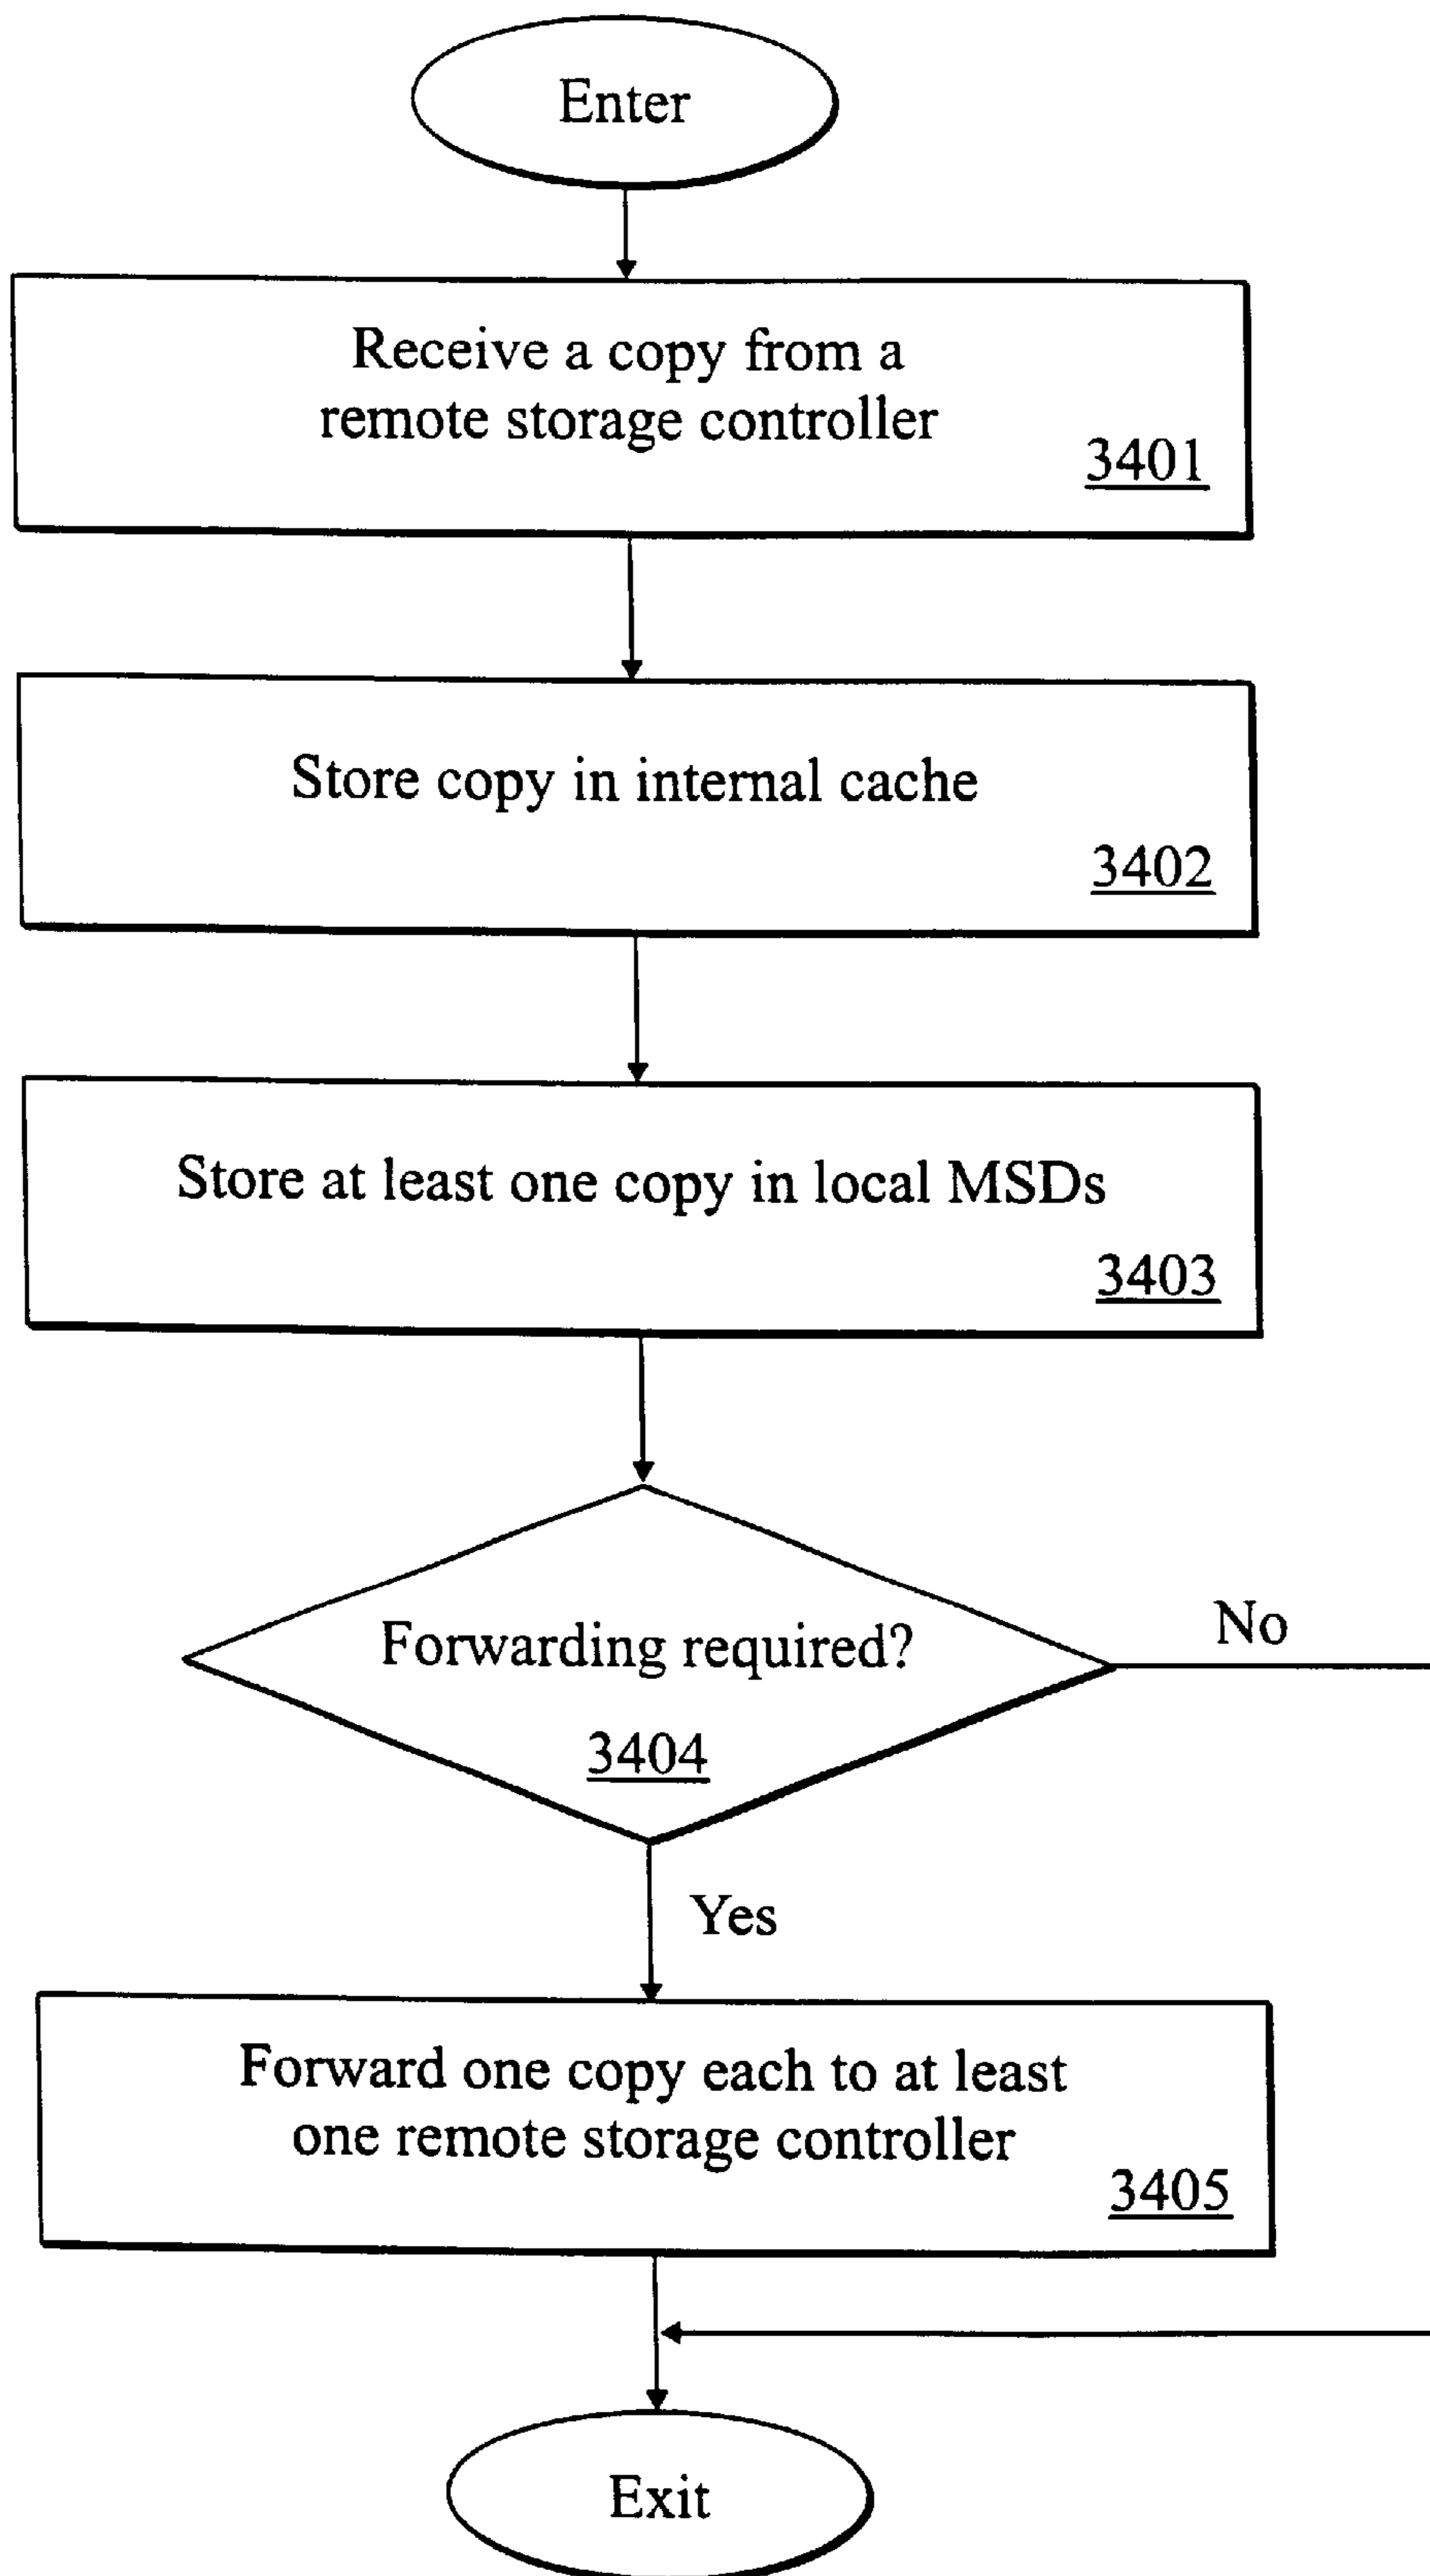 Enter
Receive a copy from a
remote storage controller
3401
Store copy in internal cache
3402
Store at least one copy in local MSDs
3403
Forwarding required?
No
3404
Yes
Forward one copy each to at least
one remote storage controller
3405
Exit